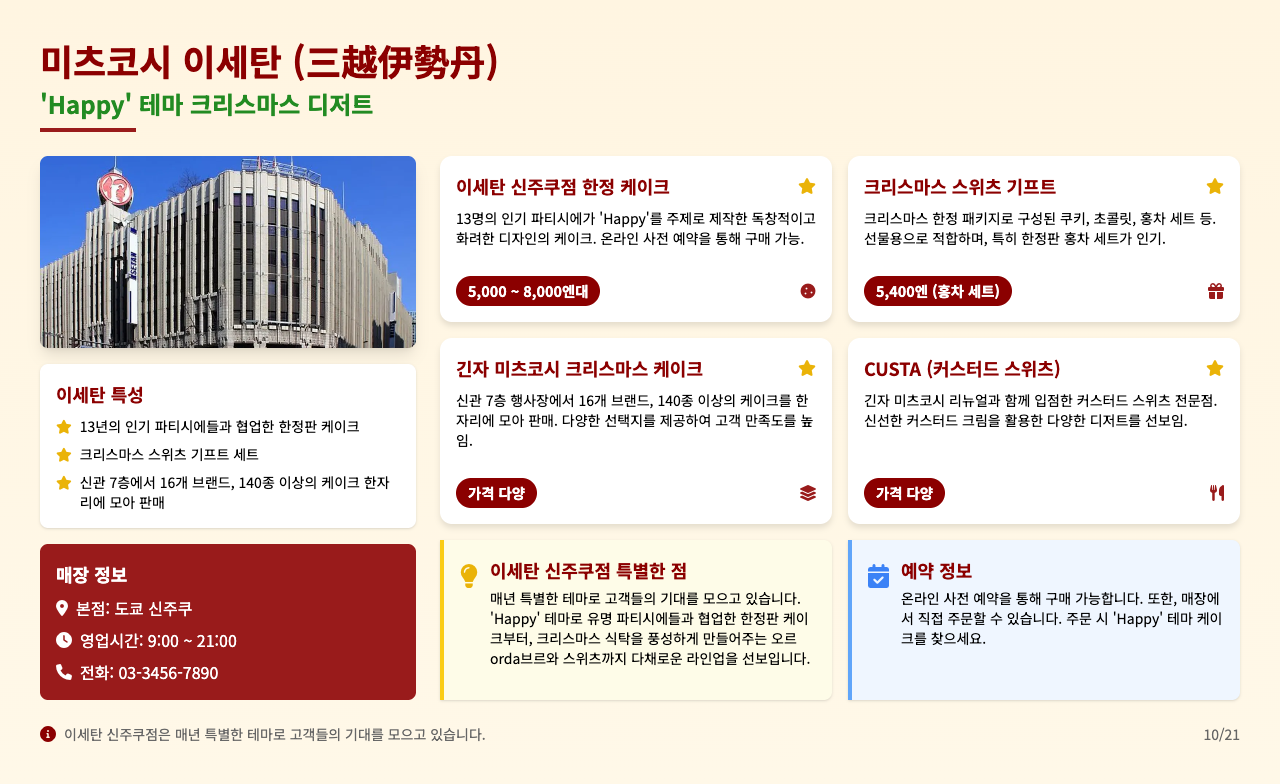 미츠코시 이세탄 (三越伊勢丹)
'Happy' 테마 크리스마스 디저트
이세탄 특성
13년의 인기 파티시에들과 협업한 한정판 케이크
크리스마스 스위츠 기프트 세트
신관 7층에서 16개 브랜드, 140종 이상의 케이크 한자
리에 모아 판매
매장 정보
본점: 도쿄 신주쿠
영업시간: 9:00 ~ 21:00
전화: 03-3456-7890
이세탄 신주쿠점 한정 케이크
13명의 인기 파티시에가 'Happy'를 주제로 제작한 독창적이고
화려한 디자인의 케이크. 온라인 사전 예약을 통해 구매 가능.
5,000 ~ 8,000엔대
크리스마스 스위츠 기프트
크리스마스 한정 패키지로 구성된 쿠키, 초콜릿, 홍차 세트 등.
선물용으로 적합하며, 특히 한정판 홍차 세트가 인기.
5,400엔 (홍차 세트)
긴자 미츠코시 크리스마스 케이크
신관 7층 행사장에서 16개 브랜드, 140종 이상의 케이크를 한
자리에 모아 판매. 다양한 선택지를 제공하여 고객 만족도를 높
임.
가격 다양
CUSTA (커스터드 스위츠)
긴자 미츠코시 리뉴얼과 함께 입점한 커스터드 스위츠 전문점.
신선한 커스터드 크림을 활용한 다양한 디저트를 선보임.
가격 다양
이세탄 신주쿠점 특별한 점
매년 특별한 테마로 고객들의 기대를 모으고 있습니다.
'Happy' 테마로 유명 파티시에들과 협업한 한정판 케이
크부터, 크리스마스 식탁을 풍성하게 만들어주는 오르
orda브르와 스위츠까지 다채로운 라인업을 선보입니다.
예약 정보
온라인 사전 예약을 통해 구매 가능합니다. 또한, 매장에
서 직접 주문할 수 있습니다. 주문 시 'Happy' 테마 케이
크를 찾으세요.
이세탄 신주쿠점은 매년 특별한 테마로 고객들의 기대를 모으고 있습니다.
10/21